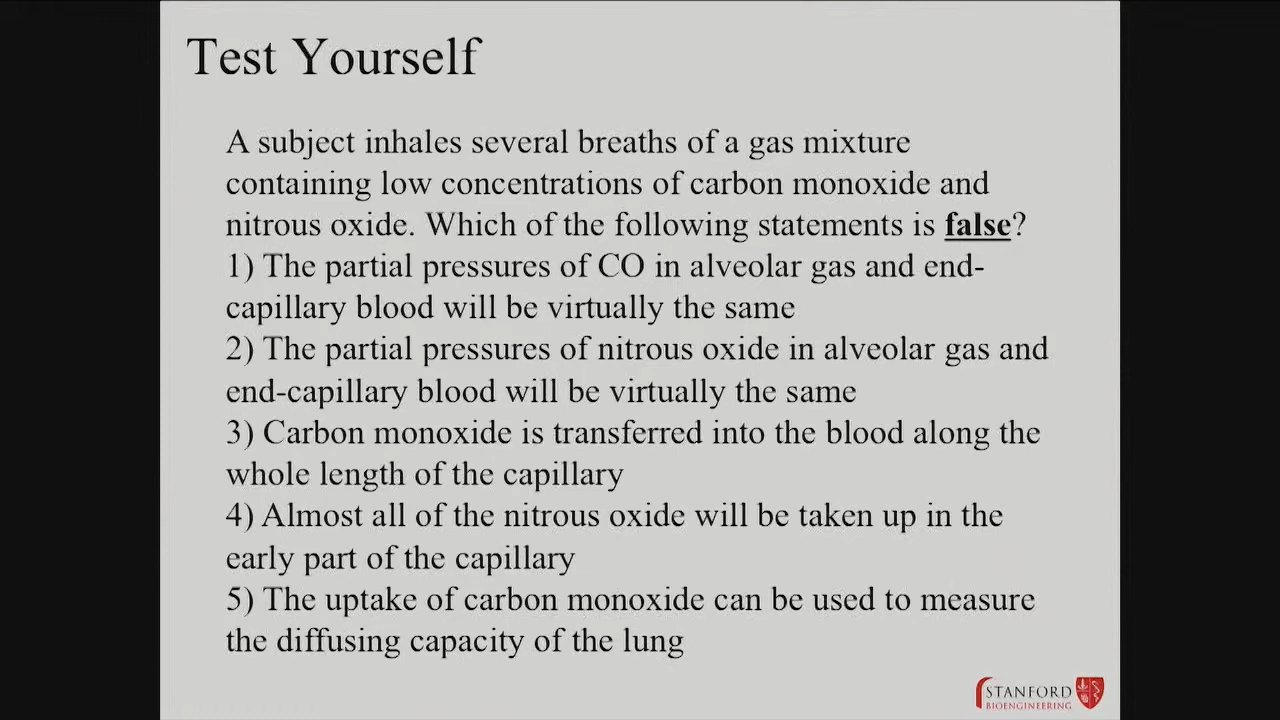 Test Yourself
A subject inhales several breaths of a gas mixture
containing low concentrations of carbon monoxide and
nitrous oxide. Which of the following statements is false?
1) The partial pressures of CO in alveolar gas and end-
capillary blood will be virtually the same
2) The partial pressures of nitrous oxide in alveolar gas and
end-capillary blood will be virtually the same
3) Carbon monoxide is transferred into the blood along the
whole length of the capillary
4) Almost all of the nitrous oxide will be taken up in the
early part of the capillary
5) The uptake of carbon monoxide can be used to measure
the diffusing capacity of the lung
STANFORD
BIOENGINEERING